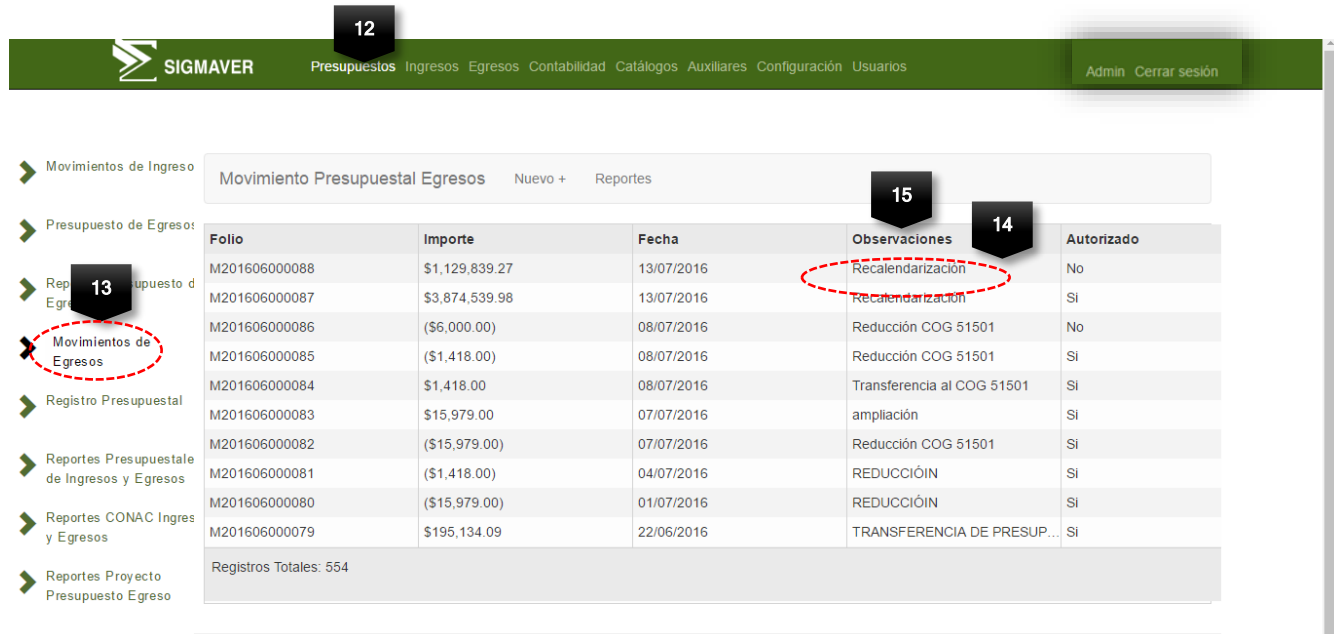 12
SIGMAVER Presupuestos Ingresos Egresos Contabilidad Catálogos Auxiliares Configuración Usuarios Admin Cerrar sesión
Movimientos de Ingreso
Presupuesto de Egresos
Egre
13
Movimientos de
Egresos
Registro Presupuestal
Reportes Presupuestale
de Ingresos y Egresos
Reportes CONAC Ingres
y Egresos
Reportes Proyecto
Presupuesto Egreso
Movimiento Presupuestal Egresos Nuevo + Reportes
15
14
Folio Importe Fecha Observaciones Autorizado
M201606000088 $1,129,839.27 13/07/2016 Recalendarización No
M201606000087 $3,874,539.98 13/07/2016 Recalendarización Si
M201606000086 ($6,000.00) 08/07/2016 Reducción COG 51501 No
M201606000085 ($1,418.00) 08/07/2016 Reducción COG 51501 Si
M201606000084 $1,418.00 08/07/2016 Transferencia al COG 51501 Si
M201606000083 $15,979.00 07/07/2016 ampliación Si
M201606000082 ($15,979.00) 07/07/2016 Reducción COG 51501 Si
M201606000081 ($1,418.00) 04/07/2016 REDUCCIÓIN Si
M201606000080 ($15,979.00) 01/07/2016 REDUCCIÓIN Si
M201606000079 $195,134.09 22/06/2016 TRANSFERENCIA DE PRESUP... Si
Registros Totales: 554